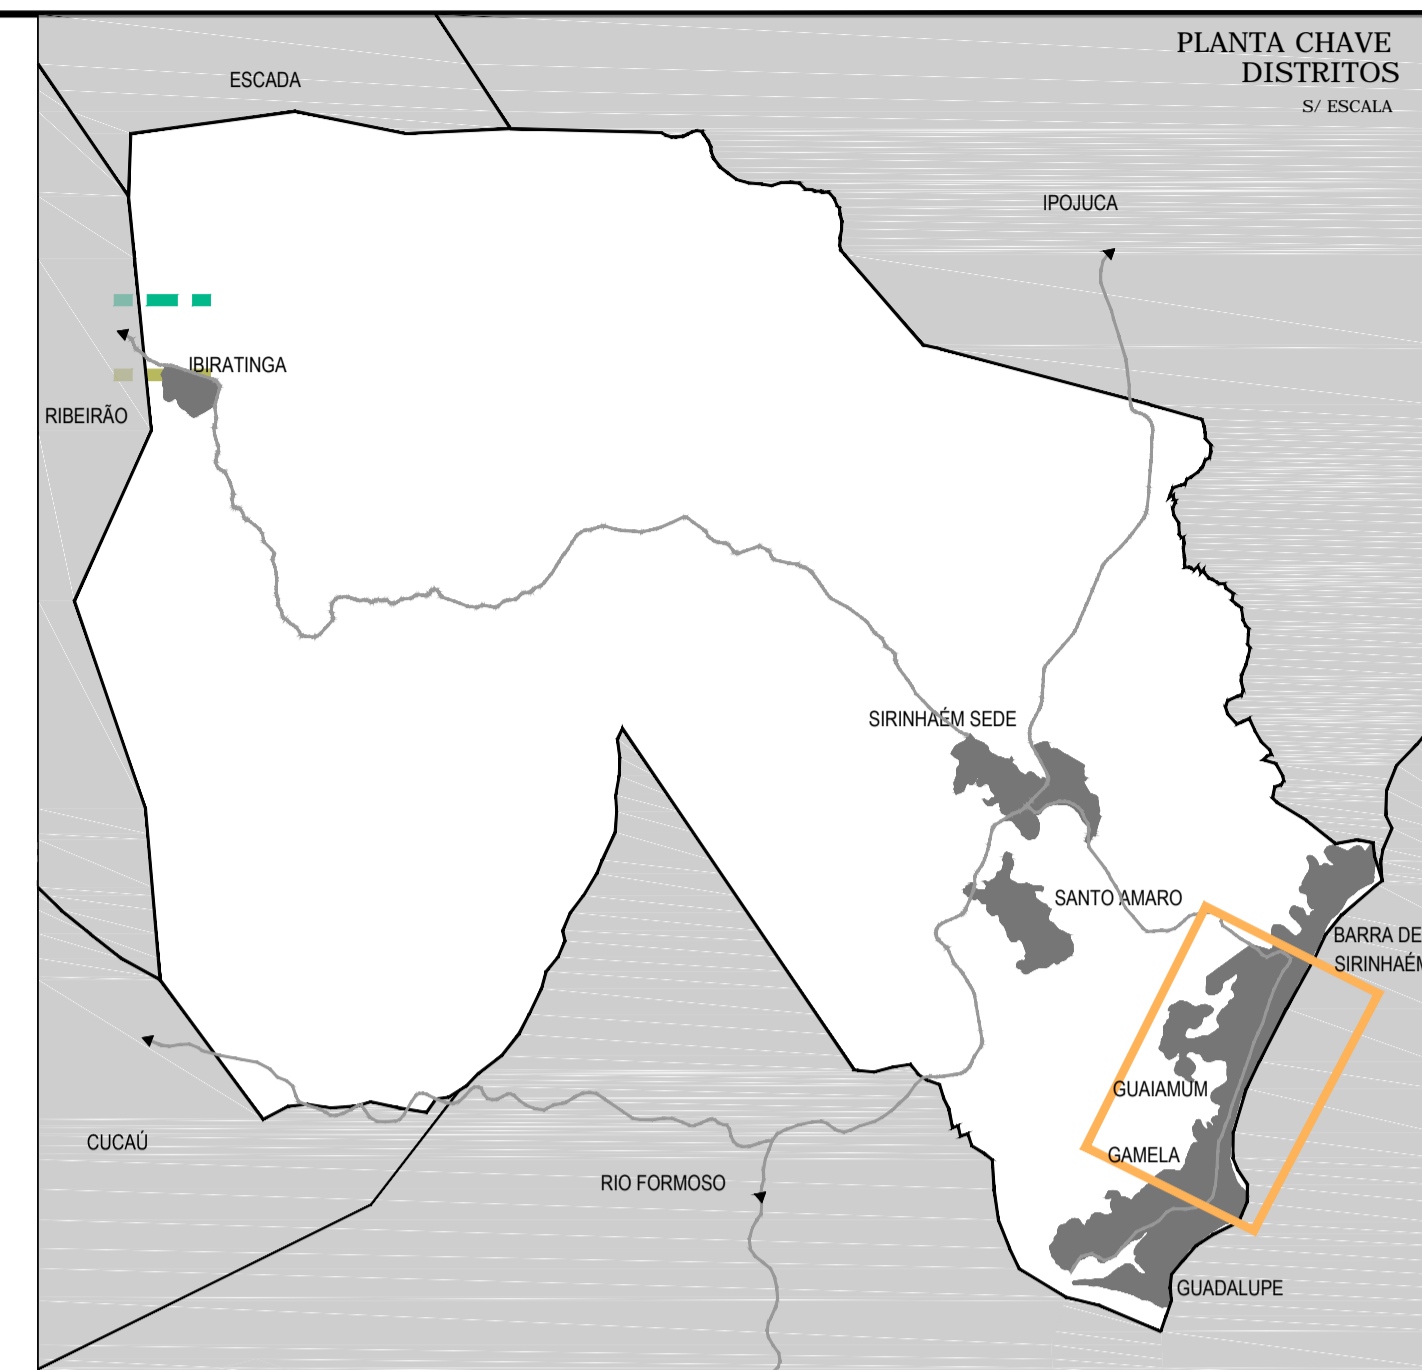 PLANTA CHAVE
DISTRITOS
S/ ESCALA
ESCADA
IPOJUCA
IBIRATINGA
RIBEIRÃO
SIRINHAÉM SEDE
SANTO AMARO
BARRA DE
SIRINHAÉM
GUAIAMUM
CUCAÚ
GAMELA
RIO FORMOSO
GUADALUPE